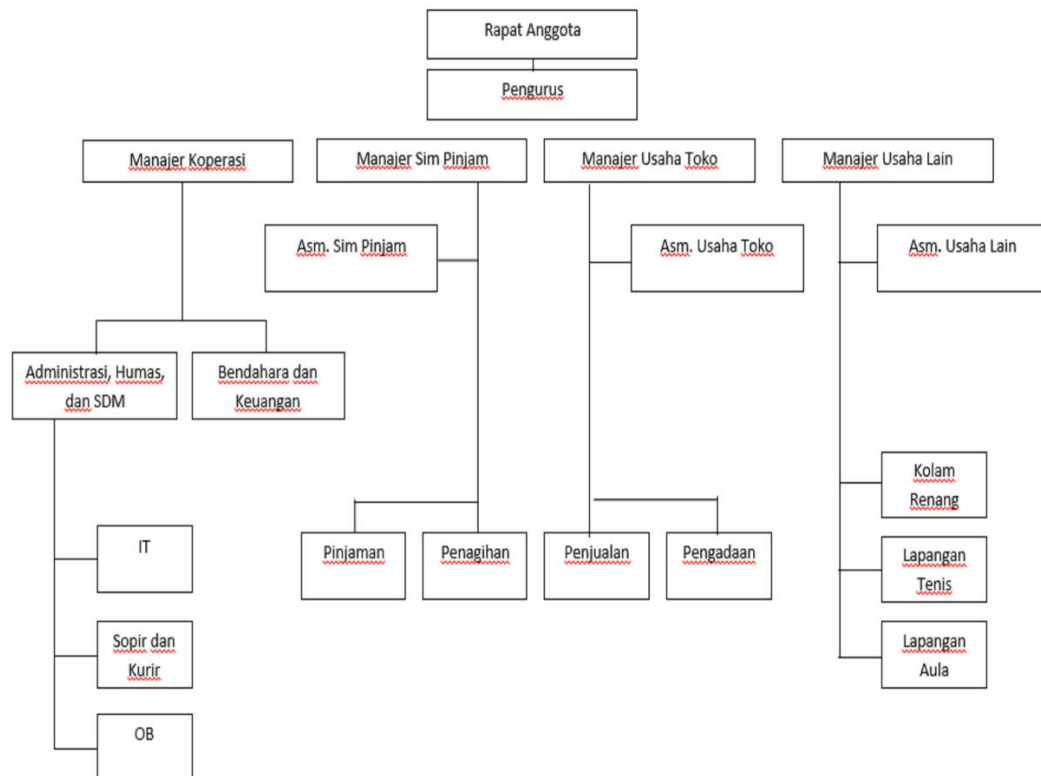 Rapat Anggota
Pengurus
Manajer Koperasi
Manajer Sim Pinjam
Manajer Usaha Toko
Manajer Usaha Lain
Asm. Sim Pinjam
Asm. Usaha Toko
Asm. Usaha Lain
Administrasi, Humas,
dan SDM
Bendahara dan
Keuangan
Kolam
Renang
IT
Pinjaman
Penagihan
Penjualan
Pengadaan
Lapangan
Tenis
Sopir dan
Kurir
Lapangan
Aula
OB